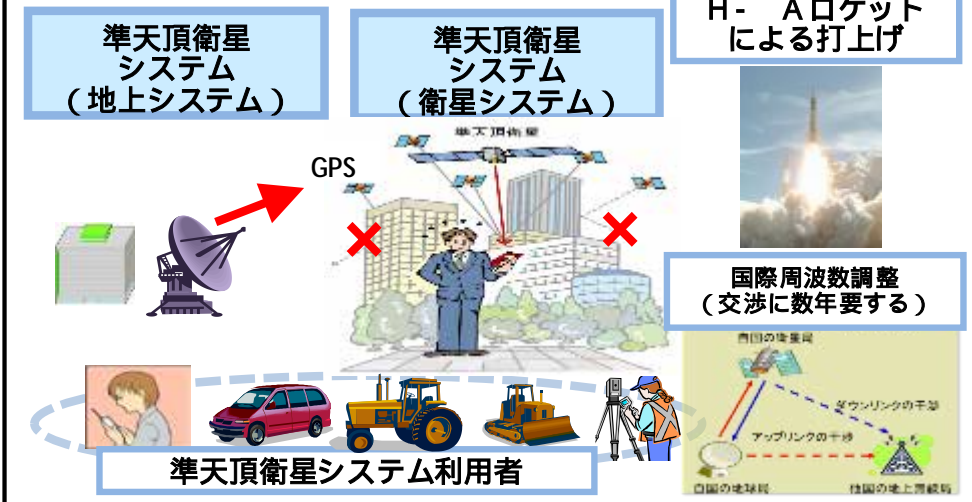 準天頂衛星
システム
（地上システム）
準天頂衛星
システム
（衛星システム）
H-　Aロケット
による打上げ
準天頂衛星
GPS
国際周波数調整
（交渉に数年要する）
自国の衛星局
ダウンリンクの干渉
アップリンクの干渉
自国の地球局
他国の地上無線局
準天頂衛星システム利用者